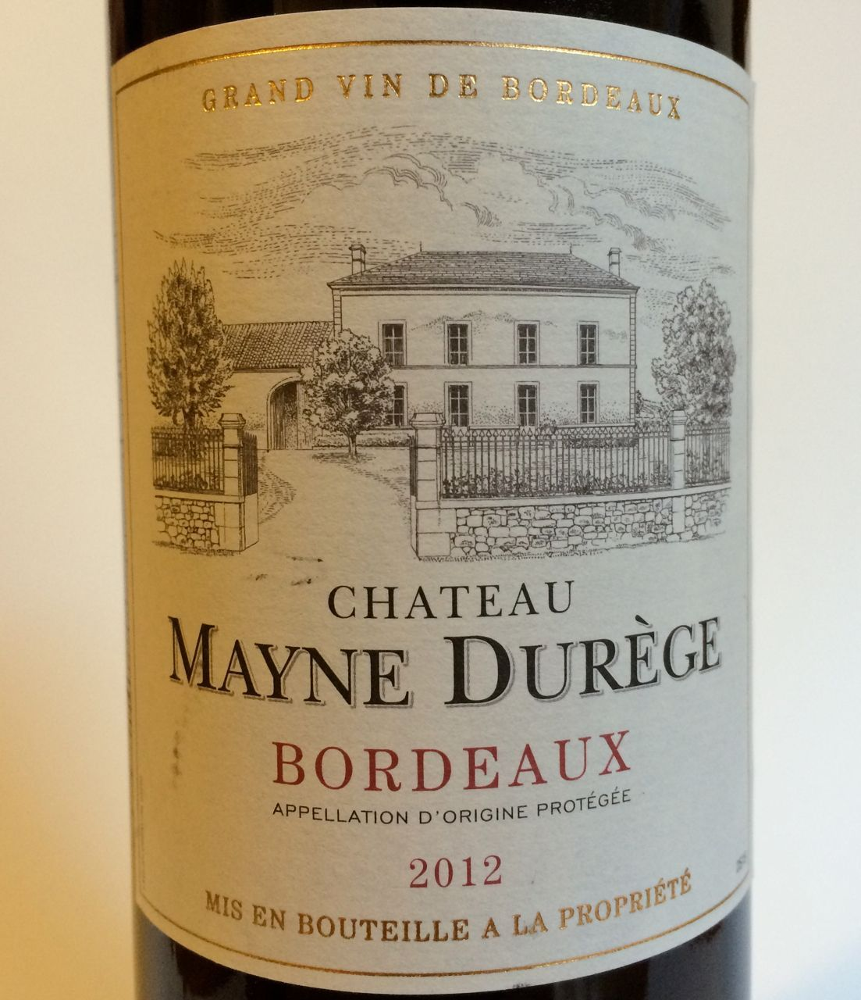 GRAND VIN DE BORDEAUX
CHATEAU
MAYNE DURÈGE
BORDEAUX
APPELLATION D'ORIGINE PROTÉGÉE
2012
MIS EN BOUTEILLE A LA PROPRIÉTÉ